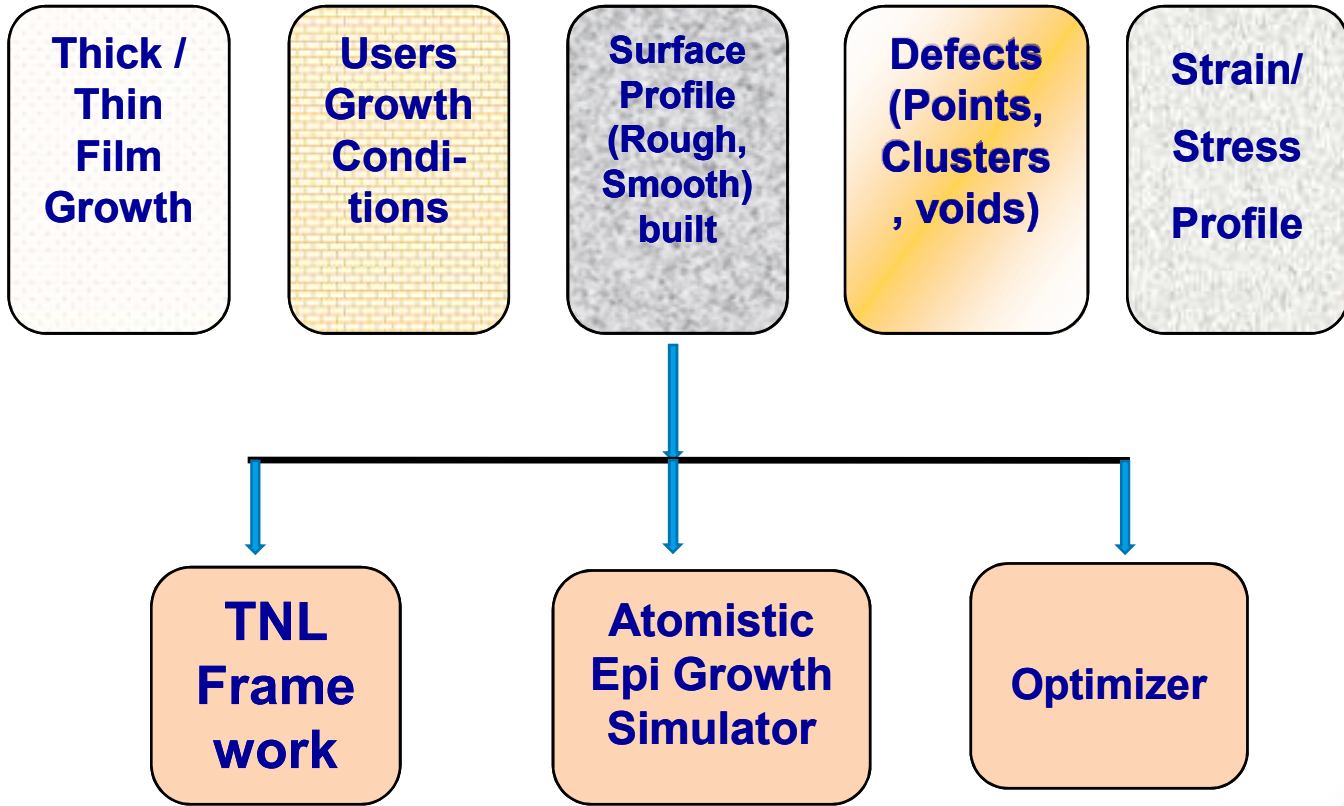 Thick /
Thin
Film
Growth
Users
Growth
Condi-
tions
Surface
Profile
(Rough,
Smooth)
built
Defects
(Points,
Clusters
, voids)
Strain/
Stress
Profile
TNL
Frame
work
Atomistic
Epi Growth
Simulator
Optimizer